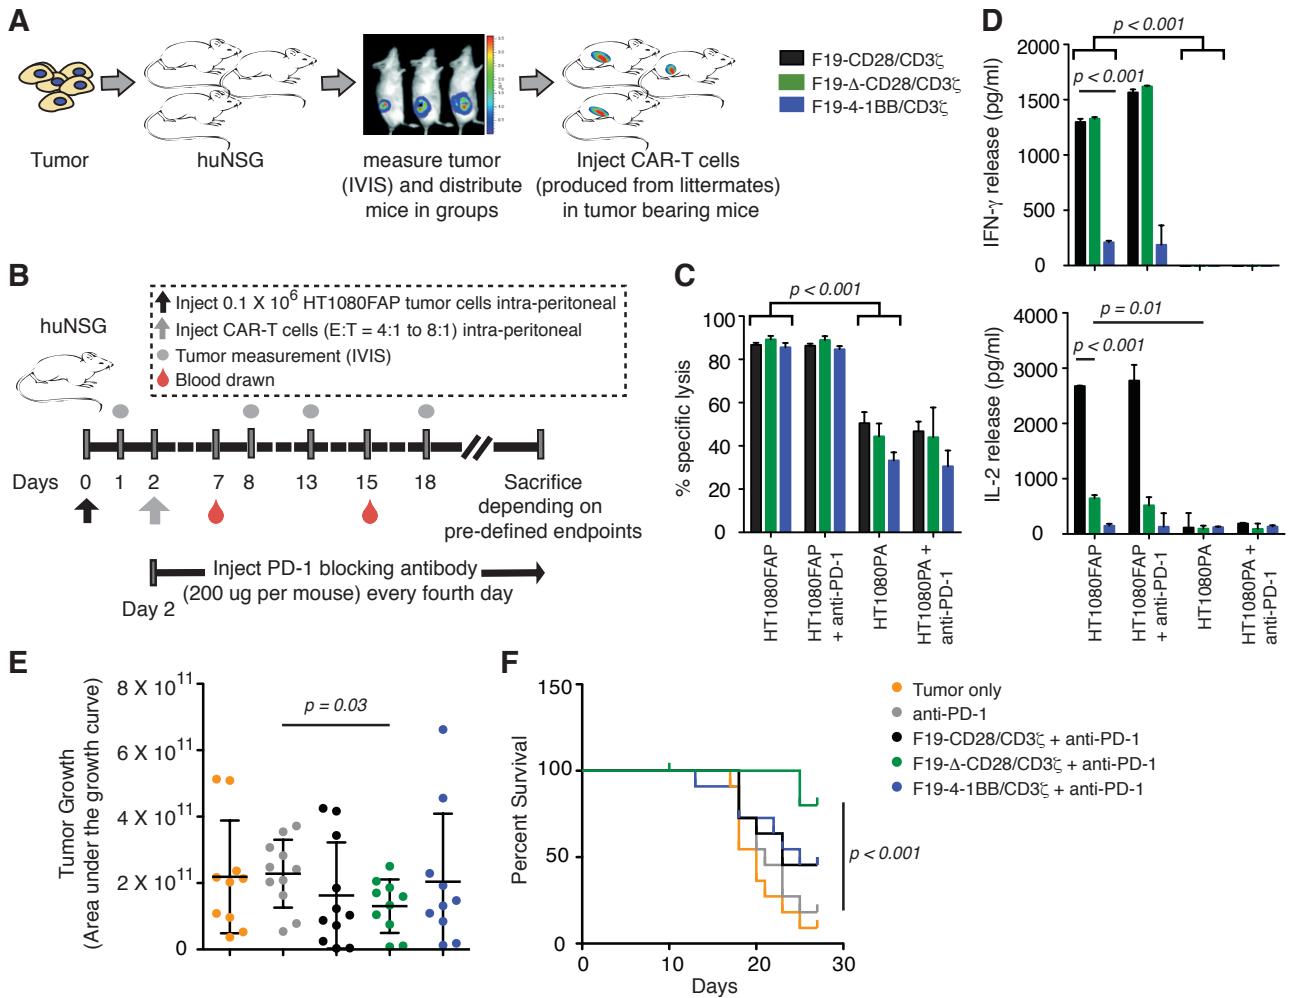 A
Tumor
huNSG
measure tumor
(IVIS) and distribute
mice in groups
Inject CAR-T cells
(produced from littermates)
in tumor bearing mice
F19-CD28/CD3ζ
F19-Δ-CD28/CD3ζ
F19-4-1BB/CD3ζ
B
huNSG
Inject 0.1 X 10⁶ HT1080FAP tumor cells intra-peritoneal
Inject CAR-T cells (E:T = 4:1 to 8:1) intra-peritoneal
Tumor measurement (IVIS)
Blood drawn
Days 0 1 2 7 8 13 15 18
Sacrifice
depending on
pre-defined endpoints
Inject PD-1 blocking antibody
(200 ug per mouse) every fourth day
Day 2
C
p < 0.001
% specific lysis
100
80
60
40
20
0
HT1080FAP
HT1080FAP
+ anti-PD-1
HT1080PA
HT1080PA +
anti-PD-1
D
p < 0.001
p < 0.001
IFN-γ release (pg/ml)
2000
1500
1000
500
0
p = 0.01
p < 0.001
IL-2 release (pg/ml)
4000
3000
2000
1000
0
HT1080FAP
HT1080FAP
+ anti-PD-1
HT1080PA
HT1080PA +
anti-PD-1
E
Tumor Growth
(Area under the growth curve)
8 X 10¹¹
6 X 10¹¹
4 X 10¹¹
2 X 10¹¹
0
p = 0.03
F
Percent Survival
150
100
50
0
0 10 20 30
Days
p < 0.001
Tumor only
anti-PD-1
F19-CD28/CD3ζ + anti-PD-1
F19-Δ-CD28/CD3ζ + anti-PD-1
F19-4-1BB/CD3ζ + anti-PD-1